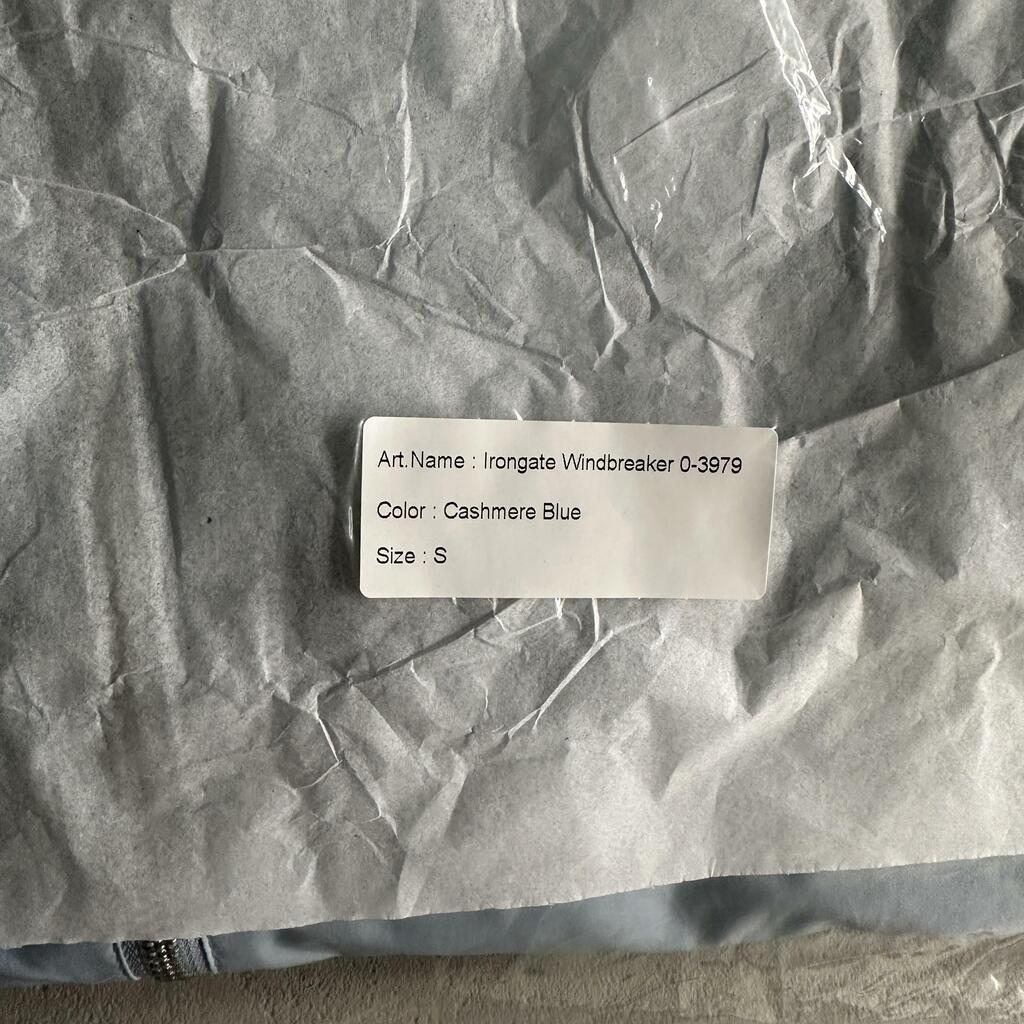 Art.Name : Irongate Windbreaker 0-3979
Color : Cashmere Blue
Size : S